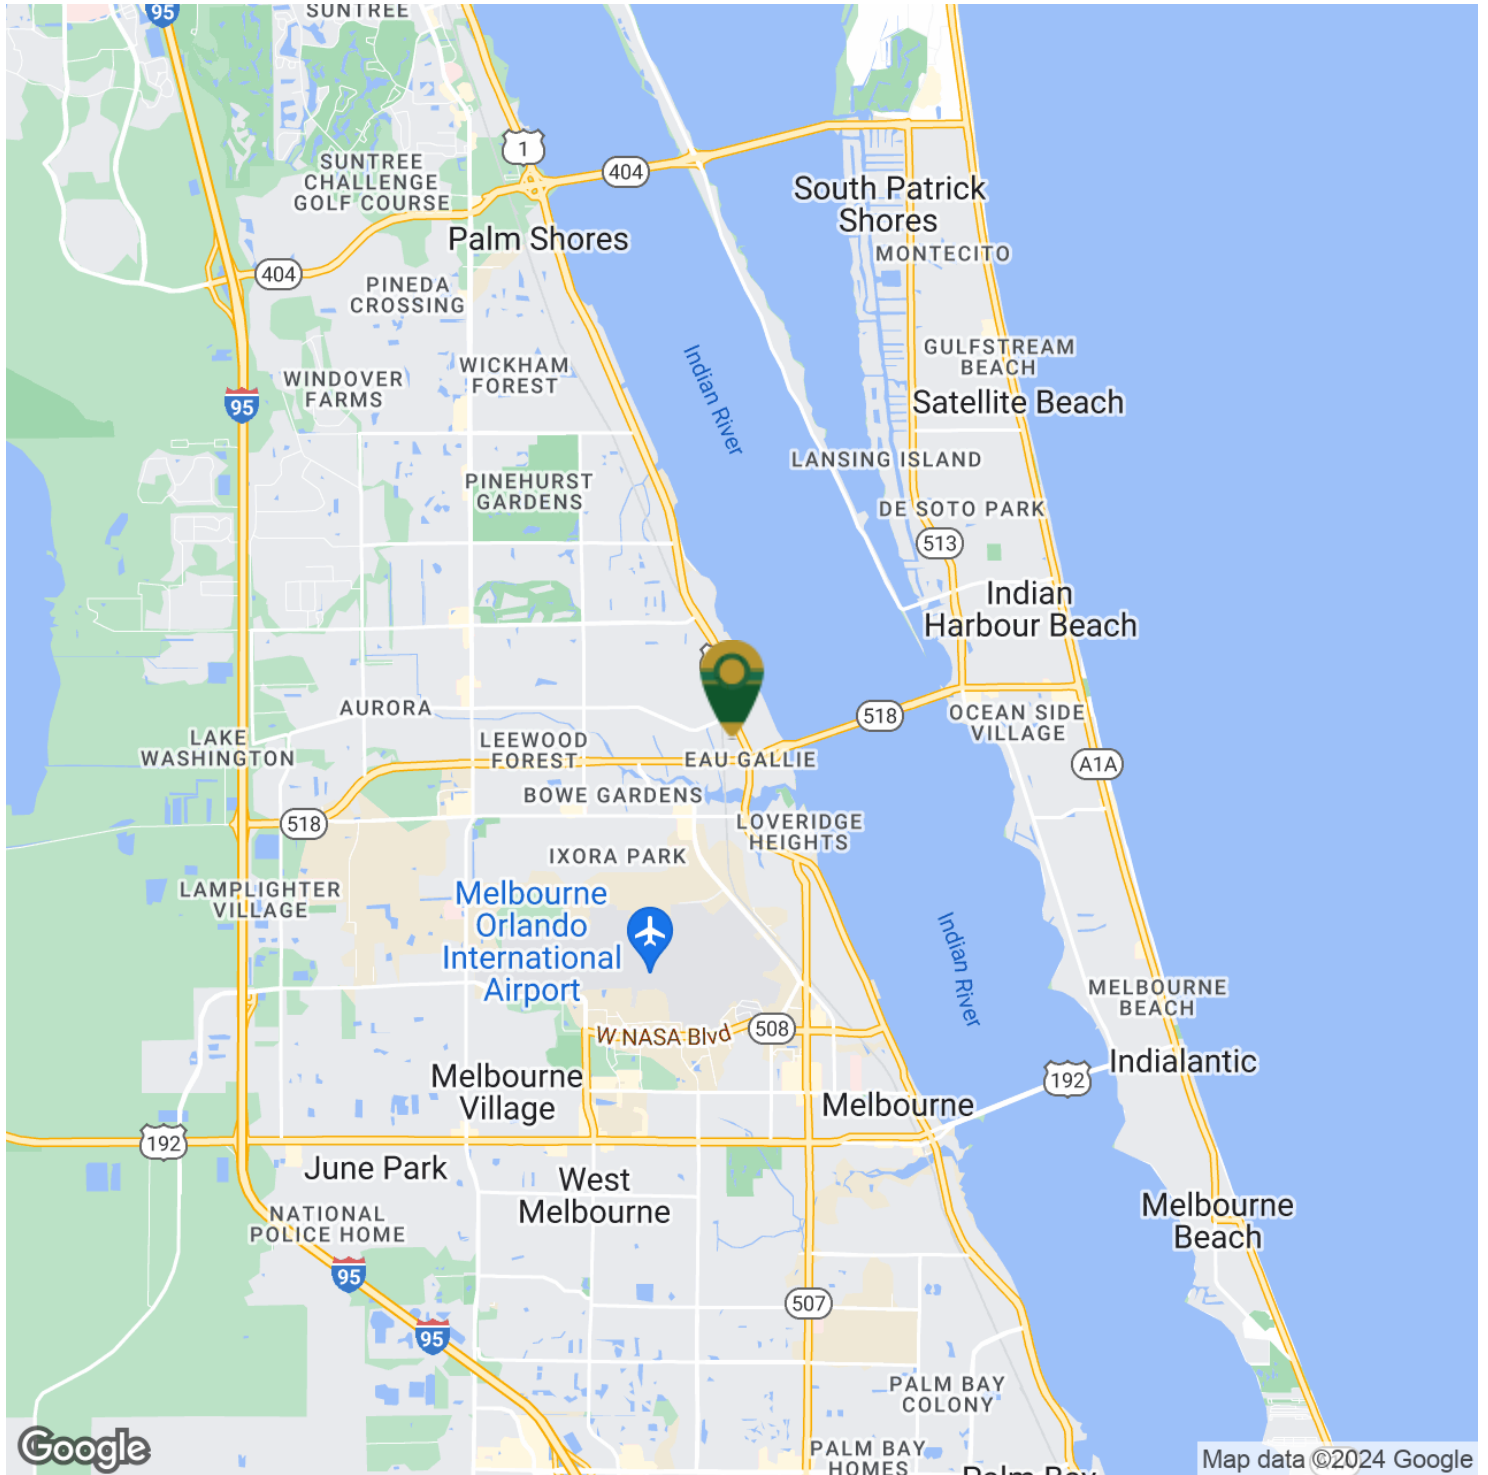 SUNTREE
95
1
SUNTREE
CHALLENGE
GOLF COURSE
404
South Patrick
Shores
Palm Shores
MONTECITO
404
PINEDA
CROSSING
Indian River
GULFSTREAM
BEACH
WINDOVER
FARMS
WICKHAM
FOREST
95
Satellite Beach
LANSING ISLAND
PINEHURST
GARDENS
DE SOTO PARK
513
Indian
Harbour Beach
AURORA
518
OCEAN SIDE
VILLAGE
LAKE
WASHINGTON
LEEWOOD
FOREST
EAU GALLIE
A1A
BOWE GARDENS
518
LOVERIDGE
HEIGHTS
IXORA PARK
LAMPLIGHTER
VILLAGE
Melbourne
Orlando
International
Airport
Indian River
MELBOURNE
BEACH
W NASA Blvd
508
Indialantic
Melbourne
Village
192
Melbourne
192
June Park
West
Melbourne
Melbourne
Beach
NATIONAL
POLICE HOME
95
507
95
PALM BAY
COLONY
PALM BAY
HOMES
Google
Map data ©2024 Google